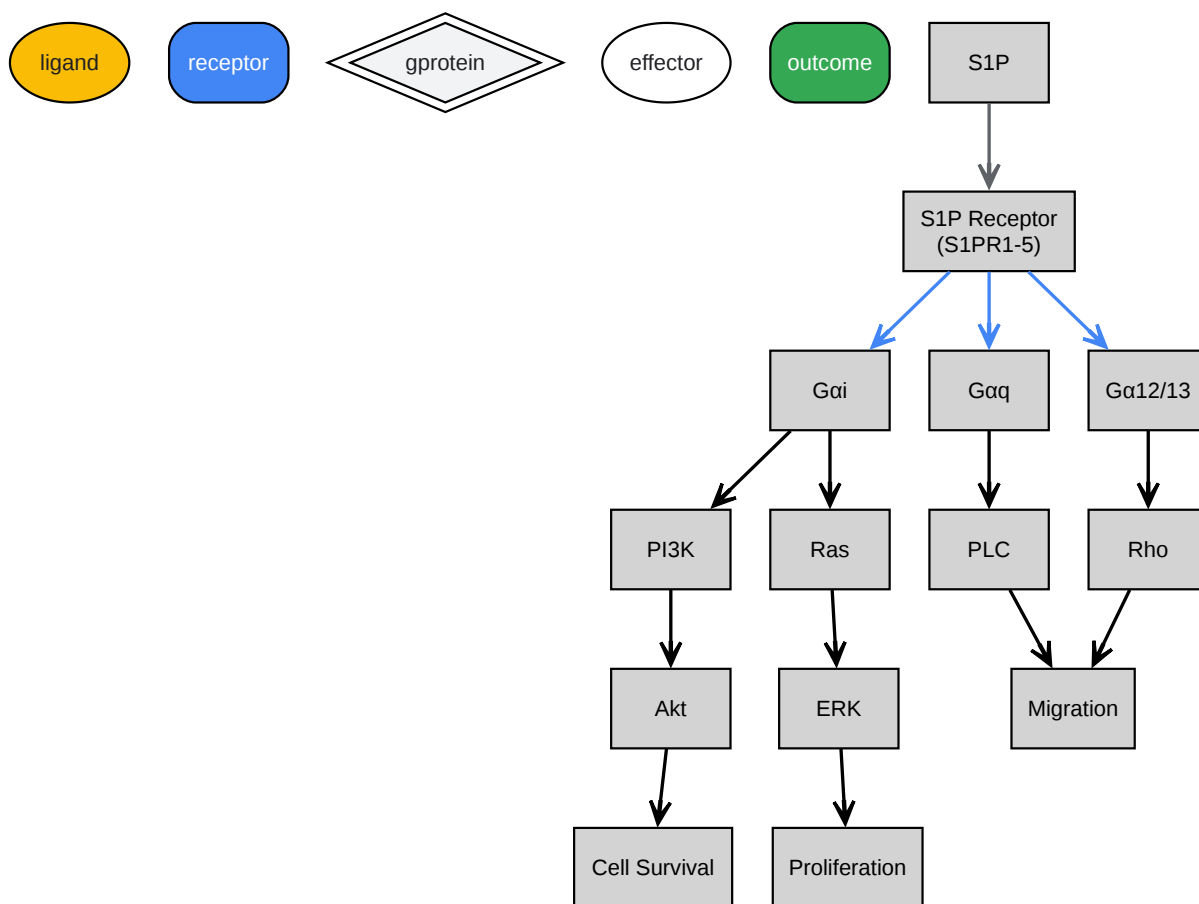 ligand
receptor
gprotein
effector
outcome
S1P
S1P Receptor
(S1PR1-5)
Gαi
Gαq
Gα12/13
PI3K
Ras
PLC
Rho
Akt
ERK
Migration
Cell Survival
Proliferation